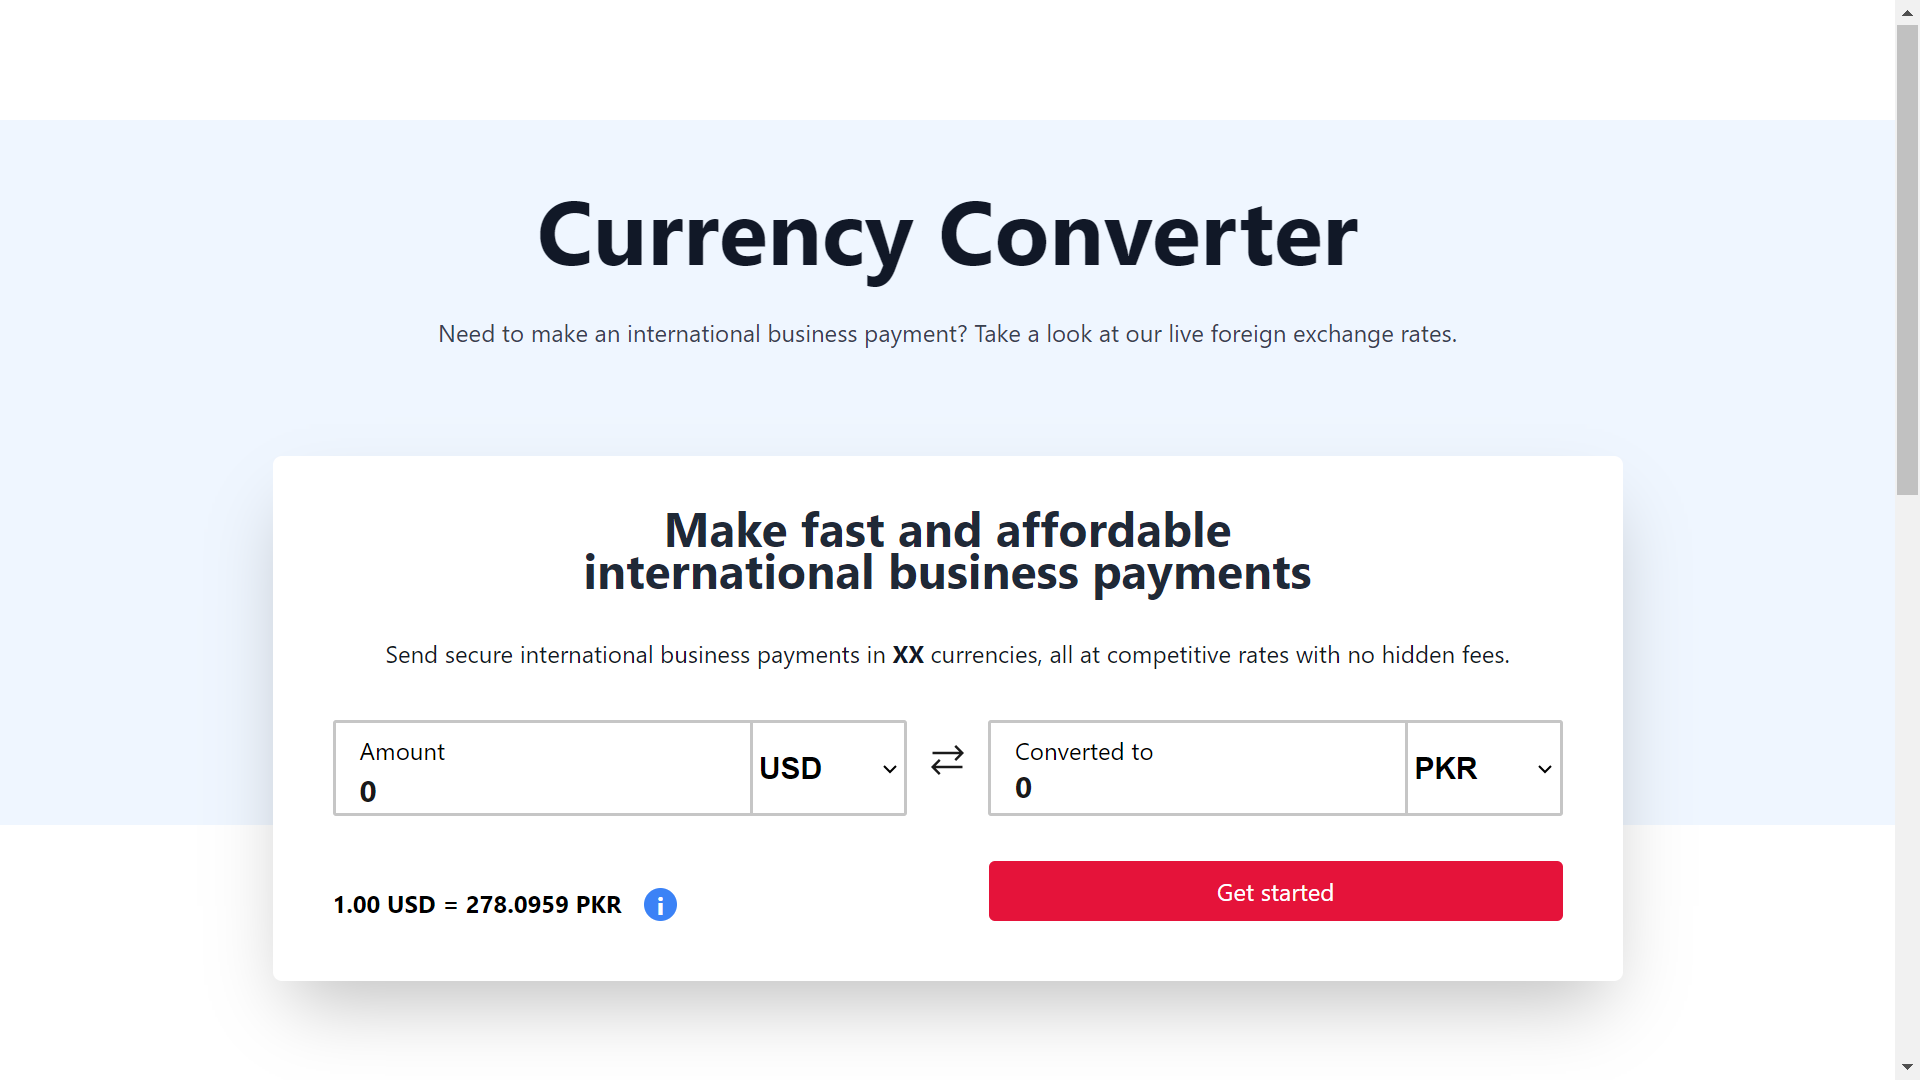 Currency Converter
Need to make an international business payment? Take a look at our live foreign exchange rates.
Make fast and affordable
international business payments
Send secure international business payments in XX currencies, all at competitive rates with no hidden fees.
Amount
0
USD
Converted to
0
PKR
1.00 USD = 278.0959 PKR
i
Get started